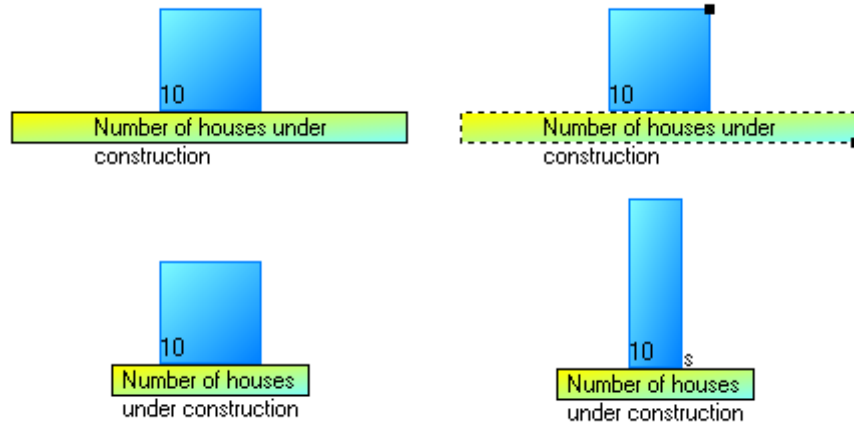 10
Number of houses under
construction
10
Number of houses under
construction
10
Number of houses
under construction
10
s
Number of houses
under construction